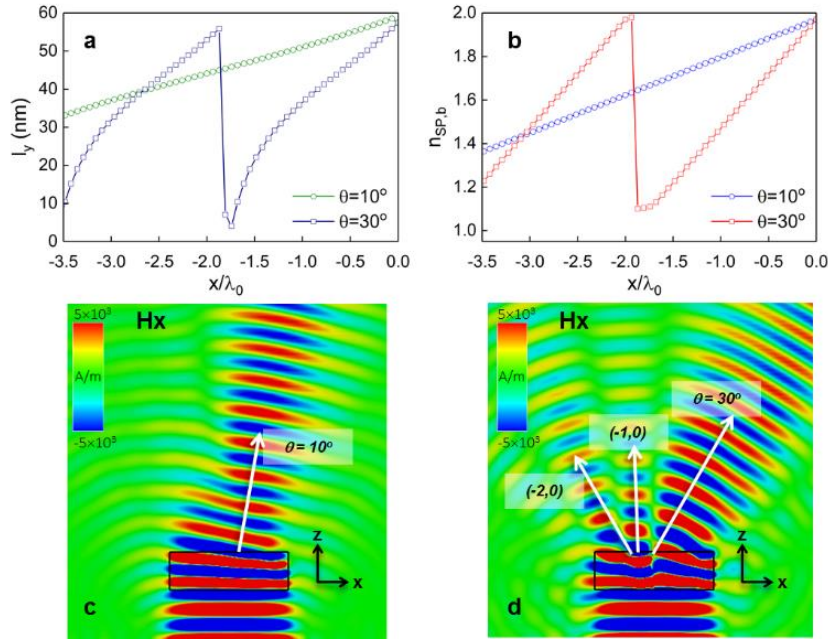 a
l_y (nm)
60
50
40
30
20
10
0
θ=10°
θ=30°
-3.5 -3.0 -2.5 -2.0 -1.5 -1.0 -0.5 0.0
x/λ₀
b
n_SP,b
2.0
1.8
1.6
1.4
1.2
1.0
θ=10°
θ=30°
-3.5 -3.0 -2.5 -2.0 -1.5 -1.0 -0.5 0.0
x/λ₀
5×10³
A/m
-5×10³
Hx
θ = 10°
z
x
c
5×10³
A/m
-5×10³
Hx
θ = 30°
(-1,0)
(-2,0)
z
x
d